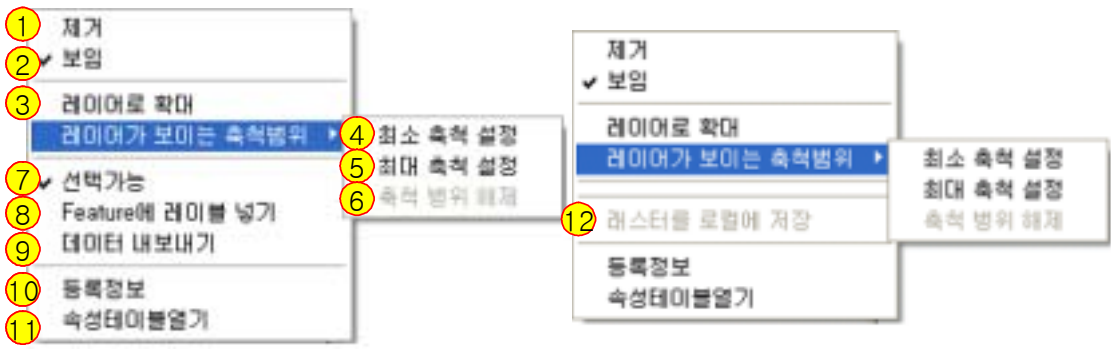 1 제거
2 ✔ 보임
3 레이어로 확대
레이어가 보이는 축척범위
4 최소 축척 설정
5 최대 축척 설정
6 축척 범위 해제
7 ✔ 선택가능
8 Feature에 레이블 넣기
9 데이터 내보내기
10 등록정보
11 속성테이블열기
제거
✔ 보임
레이어로 확대
레이어가 보이는 축척범위
최소 축척 설정
최대 축척 설정
축척 범위 해제
12 래스터를 로컬에 저장
등록정보
속성테이블열기